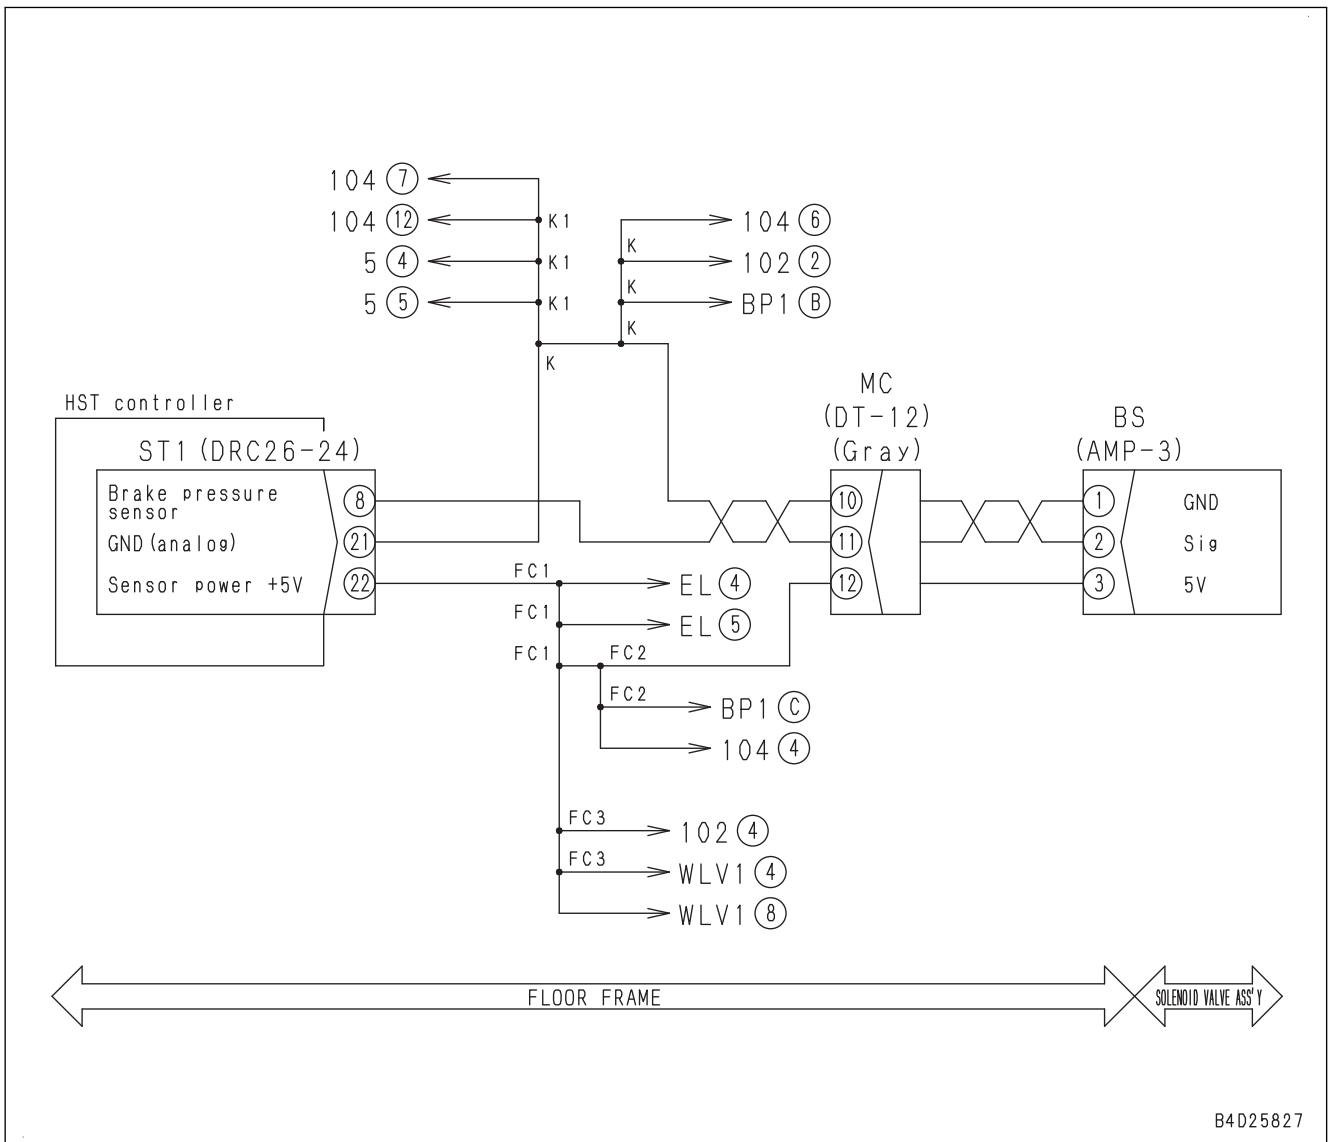 104 7
104 12 K1
104 6
K
5 4 K1
102 2
K
5 5 K1
BP1 B
K
K
MC
HST controller
(DT-12)
BS
ST1 (DRC26-24)
(Gray)
(AMP-3)
Brake pressure
sensor
8
10
1 GND
GND (analog) 21
11
2 Sig
Sensor power +5V 22
FC1
EL 4
12
3 5V
FC1
EL 5
FC1
FC2
FC2
BP1 C
104 4
FC3
102 4
FC3
WLV1 4
WLV1 8
FLOOR FRAME
SOLENOID VALVE ASS'Y
B4D25827